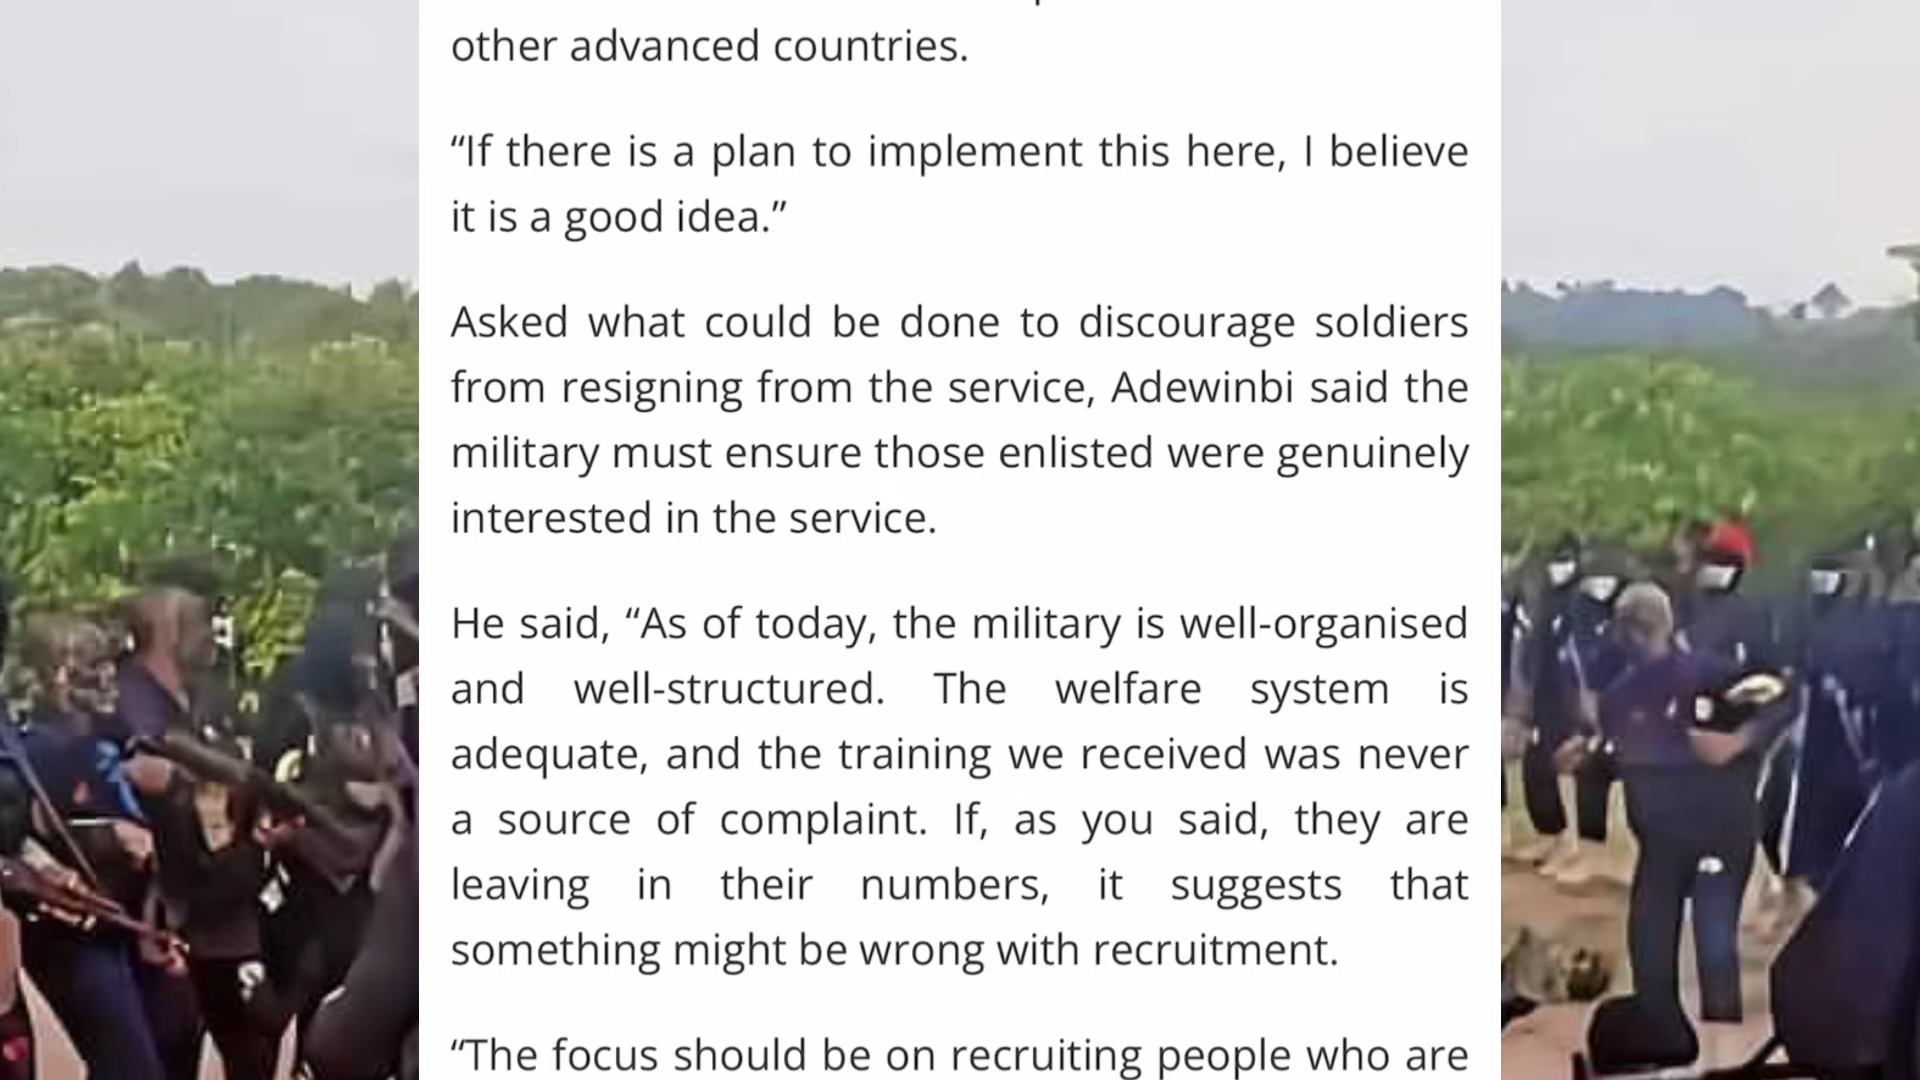 other advanced countries.
“If there is a plan to implement this here, I believe
it is a good idea.”
Asked what could be done to discourage soldiers
from resigning from the service, Adewinbi said the
military must ensure those enlisted were genuinely
interested in the service.
He said, “As of today, the military is well-organised
and well-structured. The welfare system is
adequate, and the training we received was never
a source of complaint. If, as you said, they are
leaving in their numbers, it suggests that
something might be wrong with recruitment.
“The focus should be on recruiting people who are